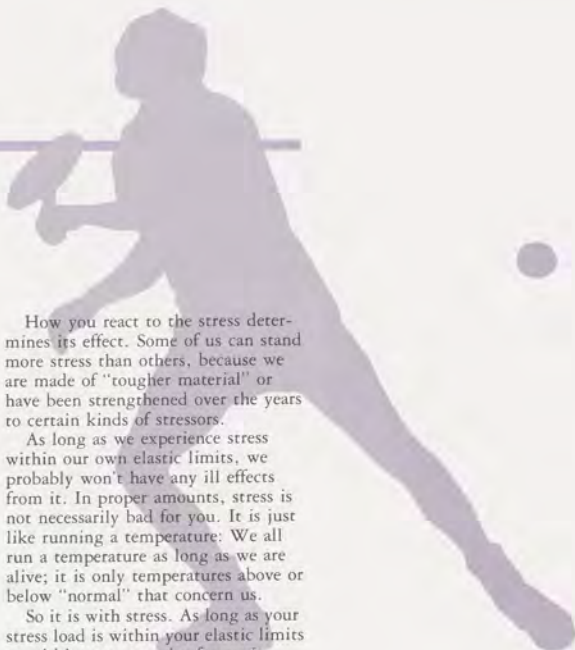 How you react to the stress deter-
mines its effect. Some of us can stand
more stress than others, because we
are made of "tougher material" or
have been strengthened over the years
to certain kinds of stressors.
As long as we experience stress
within our own elastic limits, we
probably won't have any ill effects
from it. In proper amounts, stress is
not necessarily bad for you. It is just
like running a temperature: We all
run a temperature as long as we are
alive; it is only temperatures above or
below "normal" that concern us.
So it is with stress. As long as your
stress load is within your elastic limits